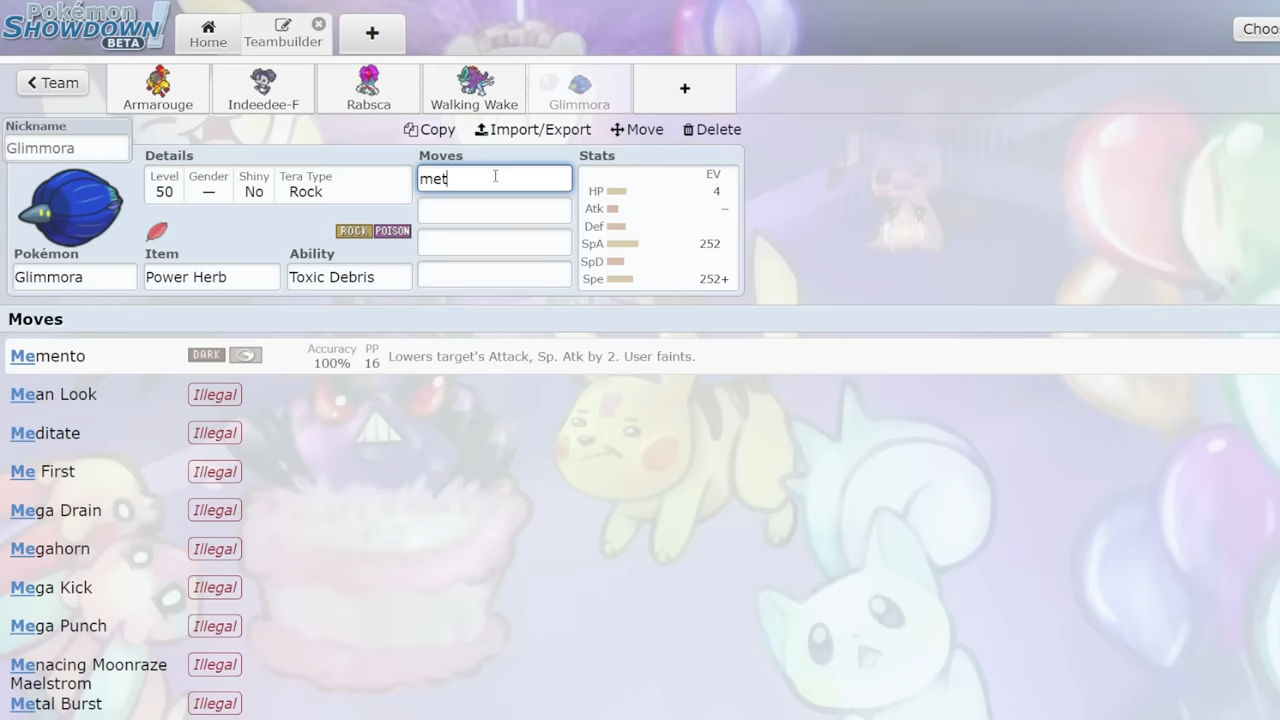 Pokémon
SHOWDOWN!
BETA
Home
Teambuilder
+
Choo
Team
Armarouge
Indeedee-F
Rabsca
Walking Wake
Glimmora
+
Copy
Import/Export
Move
Delete
Nickname
Glimmora
Details
Level
50
Gender
—
Shiny
No
Tera Type
Rock
ROCK
POISON
Pokémon
Glimmora
Item
Power Herb
Ability
Toxic Debris
Moves
met
Stats
EV
HP 4
Atk –
Def
SpA 252
SpD
Spe 252+
Moves
Memento DARK Accuracy 100% PP 16 Lowers target's Attack, Sp. Atk by 2. User faints.
Mean Look Illegal
Meditate Illegal
Me First Illegal
Mega Drain Illegal
Megahorn Illegal
Mega Kick Illegal
Mega Punch Illegal
Menacing Moonraze Illegal
Maelstrom
Metal Burst Illegal